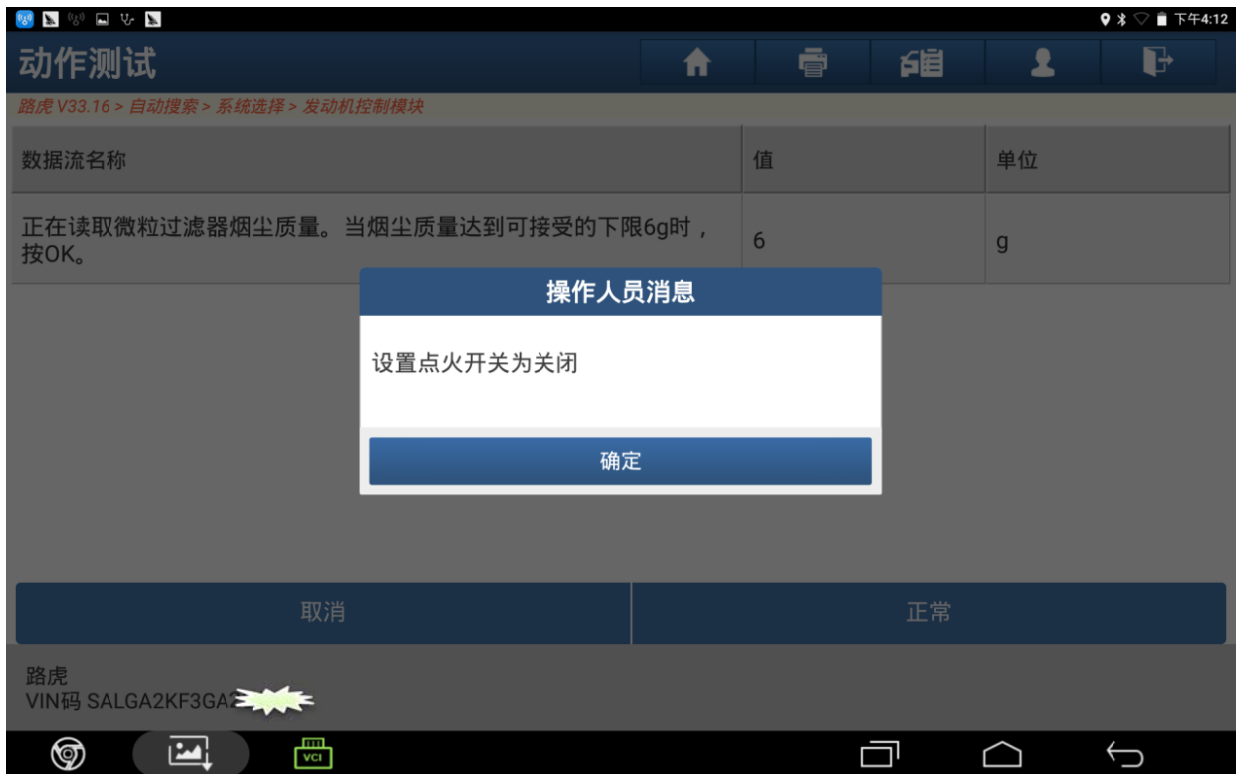 下午4:12
动作测试
路虎 V33.16 > 自动搜索 > 系统选择 > 发动机控制模块
数据流名称 值 单位
正在读取微粒过滤器烟尘质量。当烟尘质量达到可接受的下限6g时，
按OK。
6 g
操作人员消息
设置点火开关为关闭
确定
取消 正常
路虎
VIN码 SALGA2KF3GA
VCI